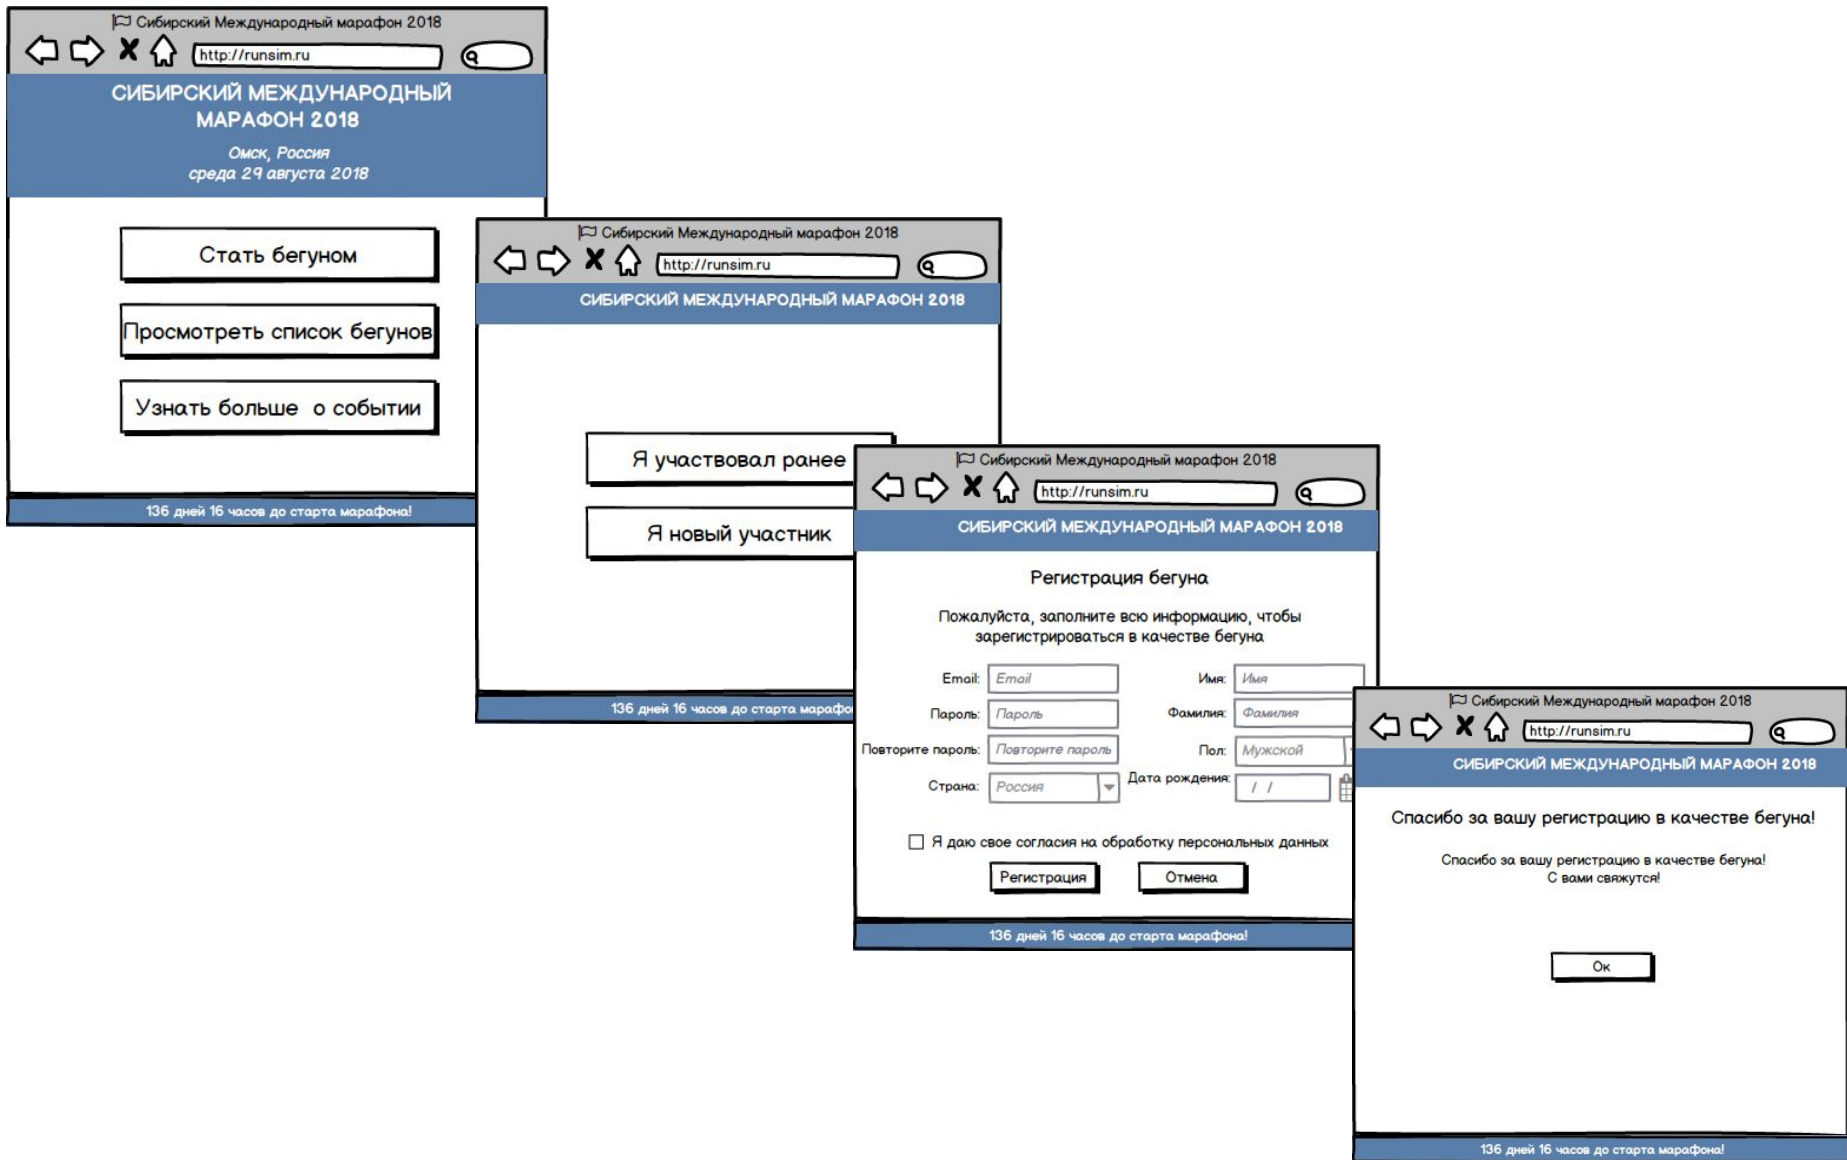 Сибирский Международный марафон 2018
http://runsim.ru
СИБИРСКИЙ МЕЖДУНАРОДНЫЙ
МАРАФОН 2018
Омск, Россия
среда 29 августа 2018
Стать бегуном
Просмотреть список бегунов
Узнать больше о событии
136 дней 16 часов до старта марафона!
Сибирский Международный марафон 2018
http://runsim.ru
СИБИРСКИЙ МЕЖДУНАРОДНЫЙ МАРАФОН 2018
Я участвовал ранее
Я новый участник
136 дней 16 часов до старта марафо
Сибирский Международный марафон 2018
http://runsim.ru
СИБИРСКИЙ МЕЖДУНАРОДНЫЙ МАРАФОН 2018
Регистрация бегуна
Пожалуйста, заполните всю информацию, чтобы
зарегистрироваться в качестве бегуна
Email: Email Имя: Имя
Пароль: Пароль Фамилия: Фамилия
Повторите пароль: Повторите пароль Пол: Мужской
Страна: Россия Дата рождения: / /
Я даю свое согласия на обработку персональных данных
Регистрация Отмена
136 дней 16 часов до старта марафона!
Сибирский Международный марафон 2018
http://runsim.ru
СИБИРСКИЙ МЕЖДУНАРОДНЫЙ МАРАФОН 2018
Спасибо за вашу регистрацию в качестве бегуна!
Спасибо за вашу регистрацию в качестве бегуна!
С вами свяжутся!
Ок
136 дней 16 часов до старта марафона!